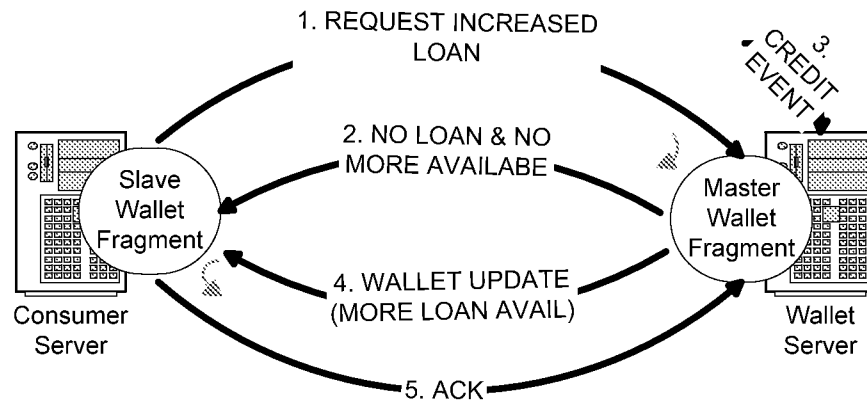 1. REQUEST INCREASED
LOAN
3.
CREDIT
EVENT
2. NO LOAN & NO
MORE AVAILABE
Slave
Wallet
Fragment
Master
Wallet
Fragment
4. WALLET UPDATE
(MORE LOAN AVAIL)
Consumer
Server
Wallet
Server
5. ACK